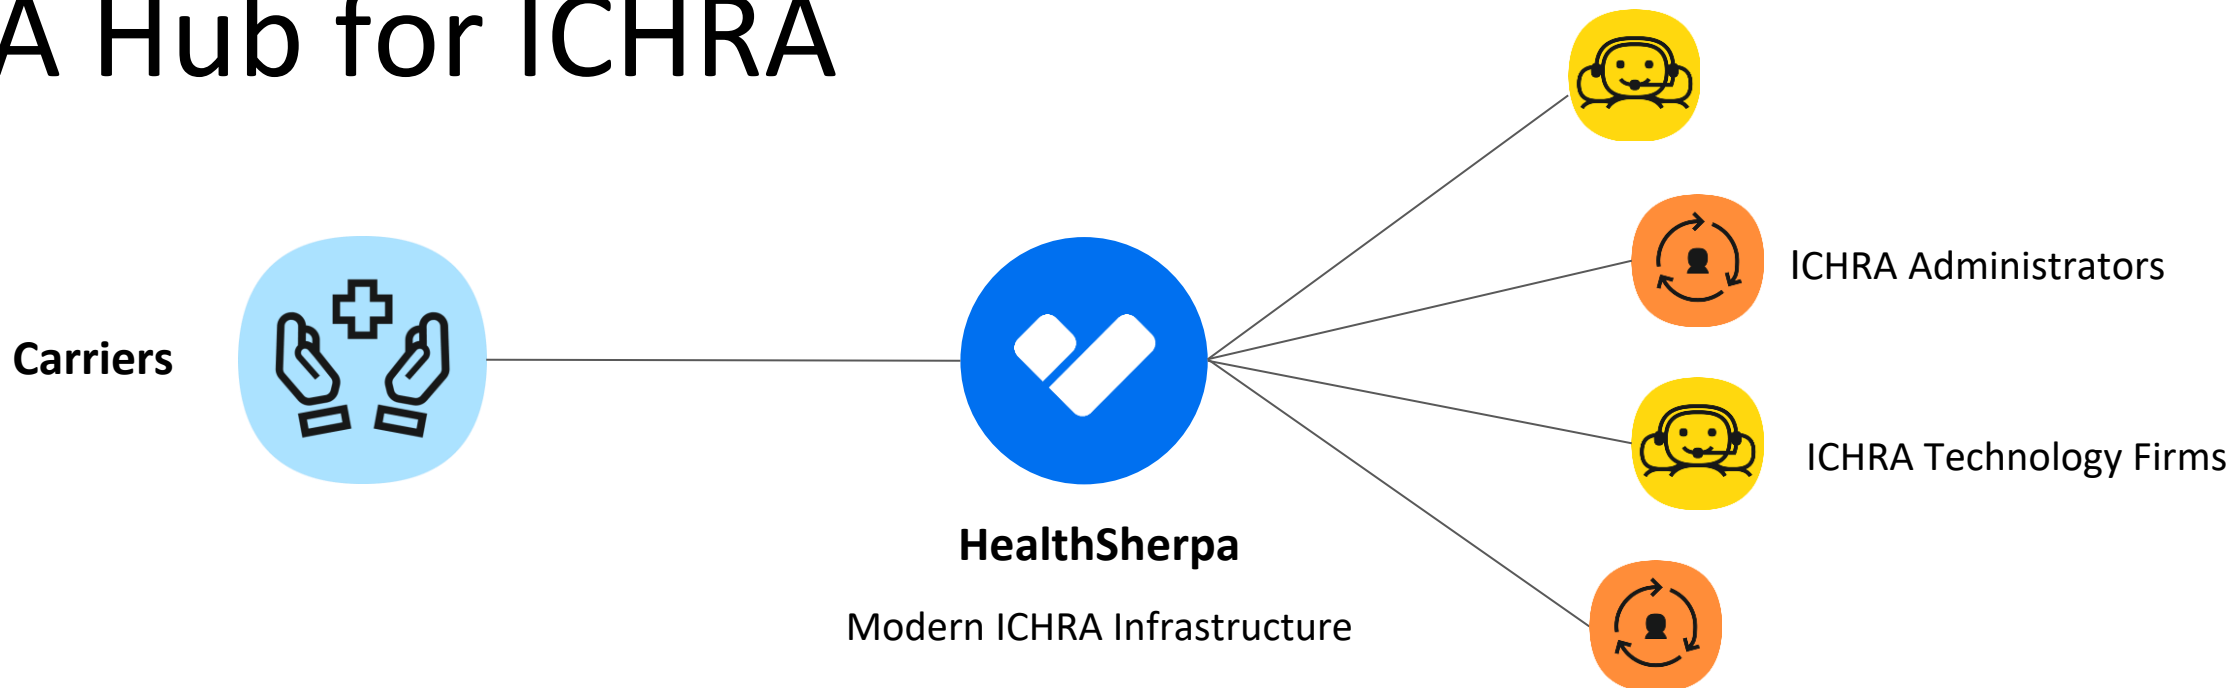 A Hub for ICHRA
ICHRA Administrators
Carriers
ICHRA Technology Firms
HealthSherpa
Modern ICHRA Infrastructure